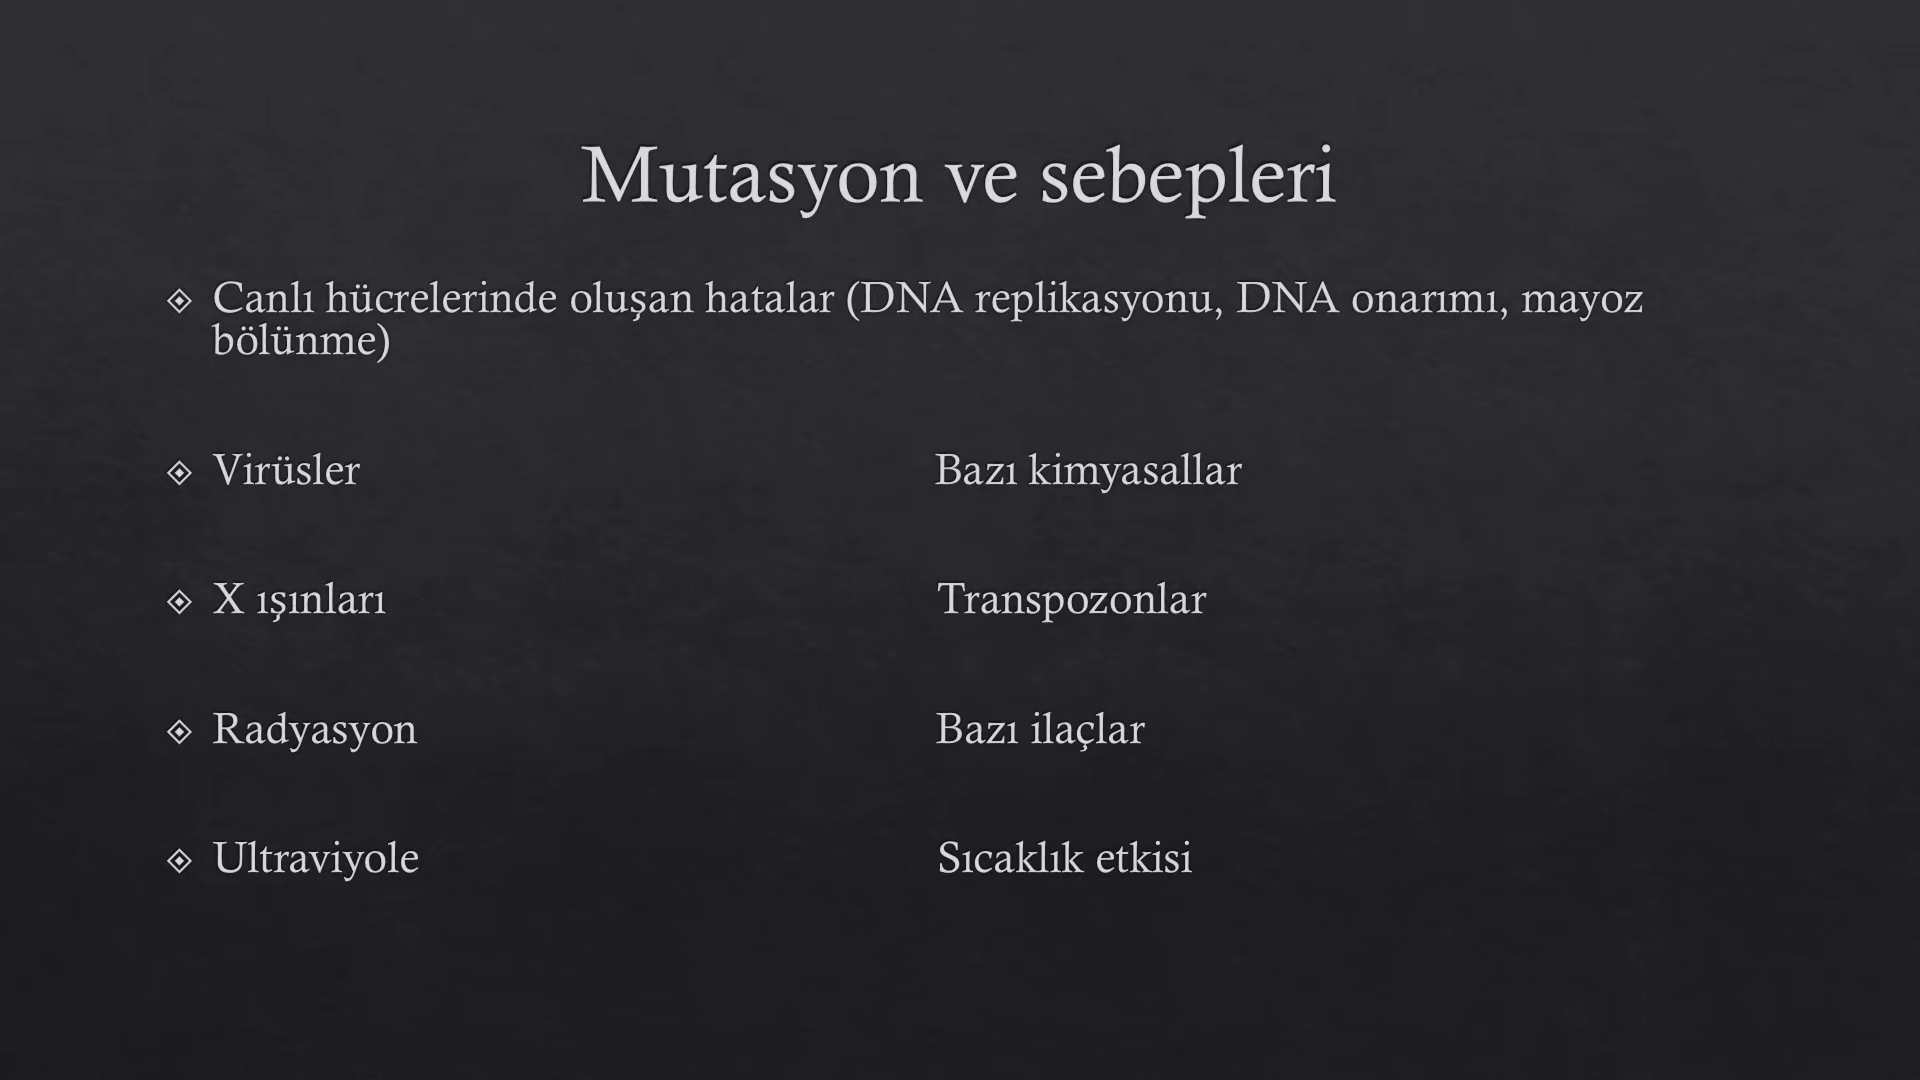 Mutasyon ve sebepleri
Canlı hücrelerinde oluşan hatalar (DNA replikasyonu, DNA onarımı, mayoz
bölünme)
Virüsler Bazı kimyasallar
X ışınları Transpozonlar
Radyasyon Bazı ilaçlar
Ultraviyole Sıcaklık etkisi